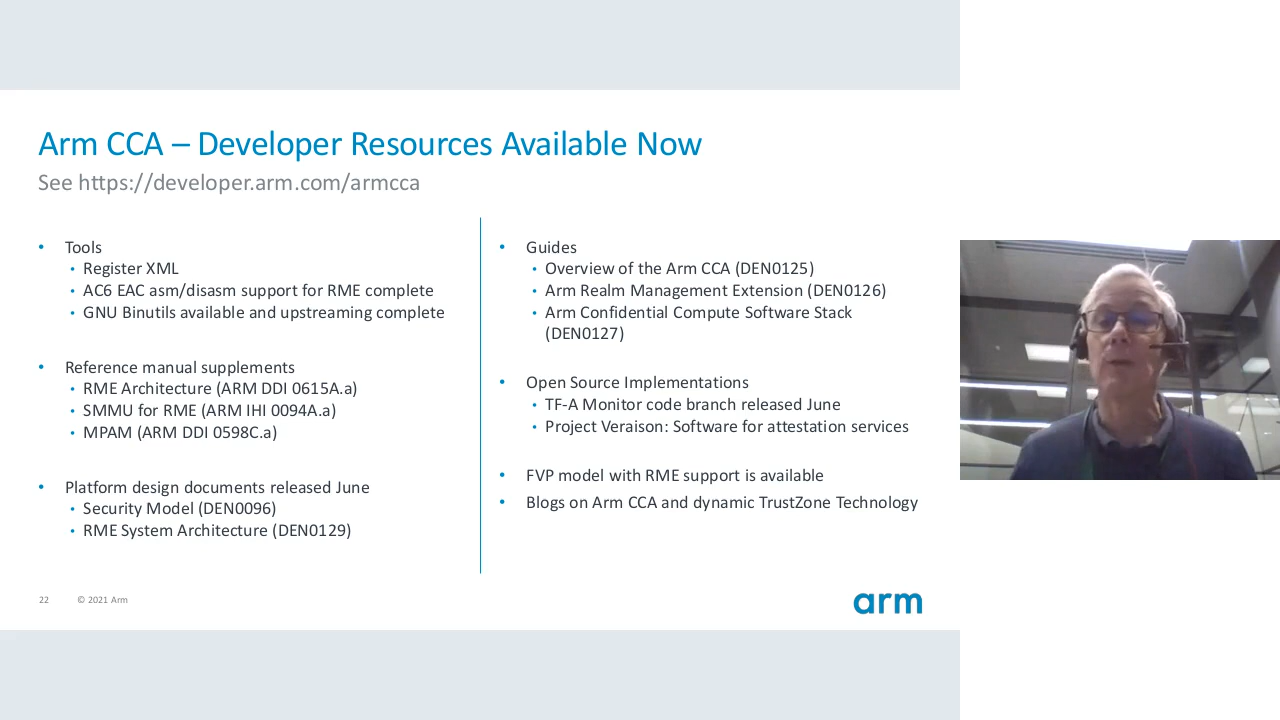 Arm CCA – Developer Resources Available Now
See https://developer.arm.com/armcca
• Tools
• Register XML
• AC6 EAC asm/disasm support for RME complete
• GNU Binutils available and upstreaming complete
• Reference manual supplements
• RME Architecture (ARM DDI 0615A.a)
• SMMU for RME (ARM IHI 0094A.a)
• MPAM (ARM DDI 0598C.a)
• Platform design documents released June
• Security Model (DEN0096)
• RME System Architecture (DEN0129)
• Guides
• Overview of the Arm CCA (DEN0125)
• Arm Realm Management Extension (DEN0126)
• Arm Confidential Compute Software Stack
(DEN0127)
• Open Source Implementations
• TF-A Monitor code branch released June
• Project Veraison: Software for attestation services
• FVP model with RME support is available
• Blogs on Arm CCA and dynamic TrustZone Technology
22 © 2021 Arm
arm